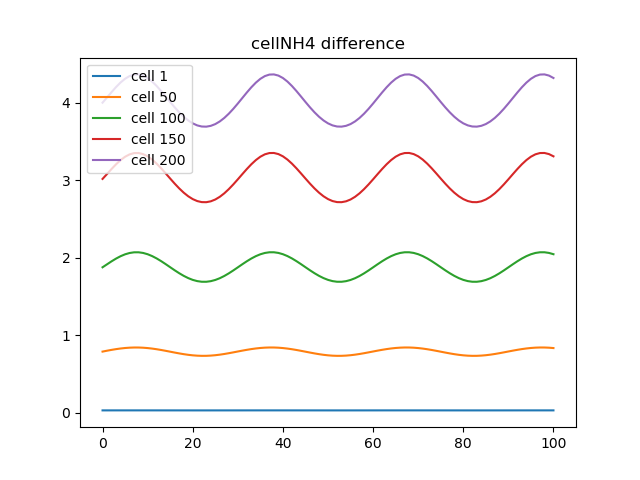 cellNH4 difference
cell 1
cell 50
cell 100
cell 150
cell 200
4
3
2
1
0
0 20 40 60 80 100